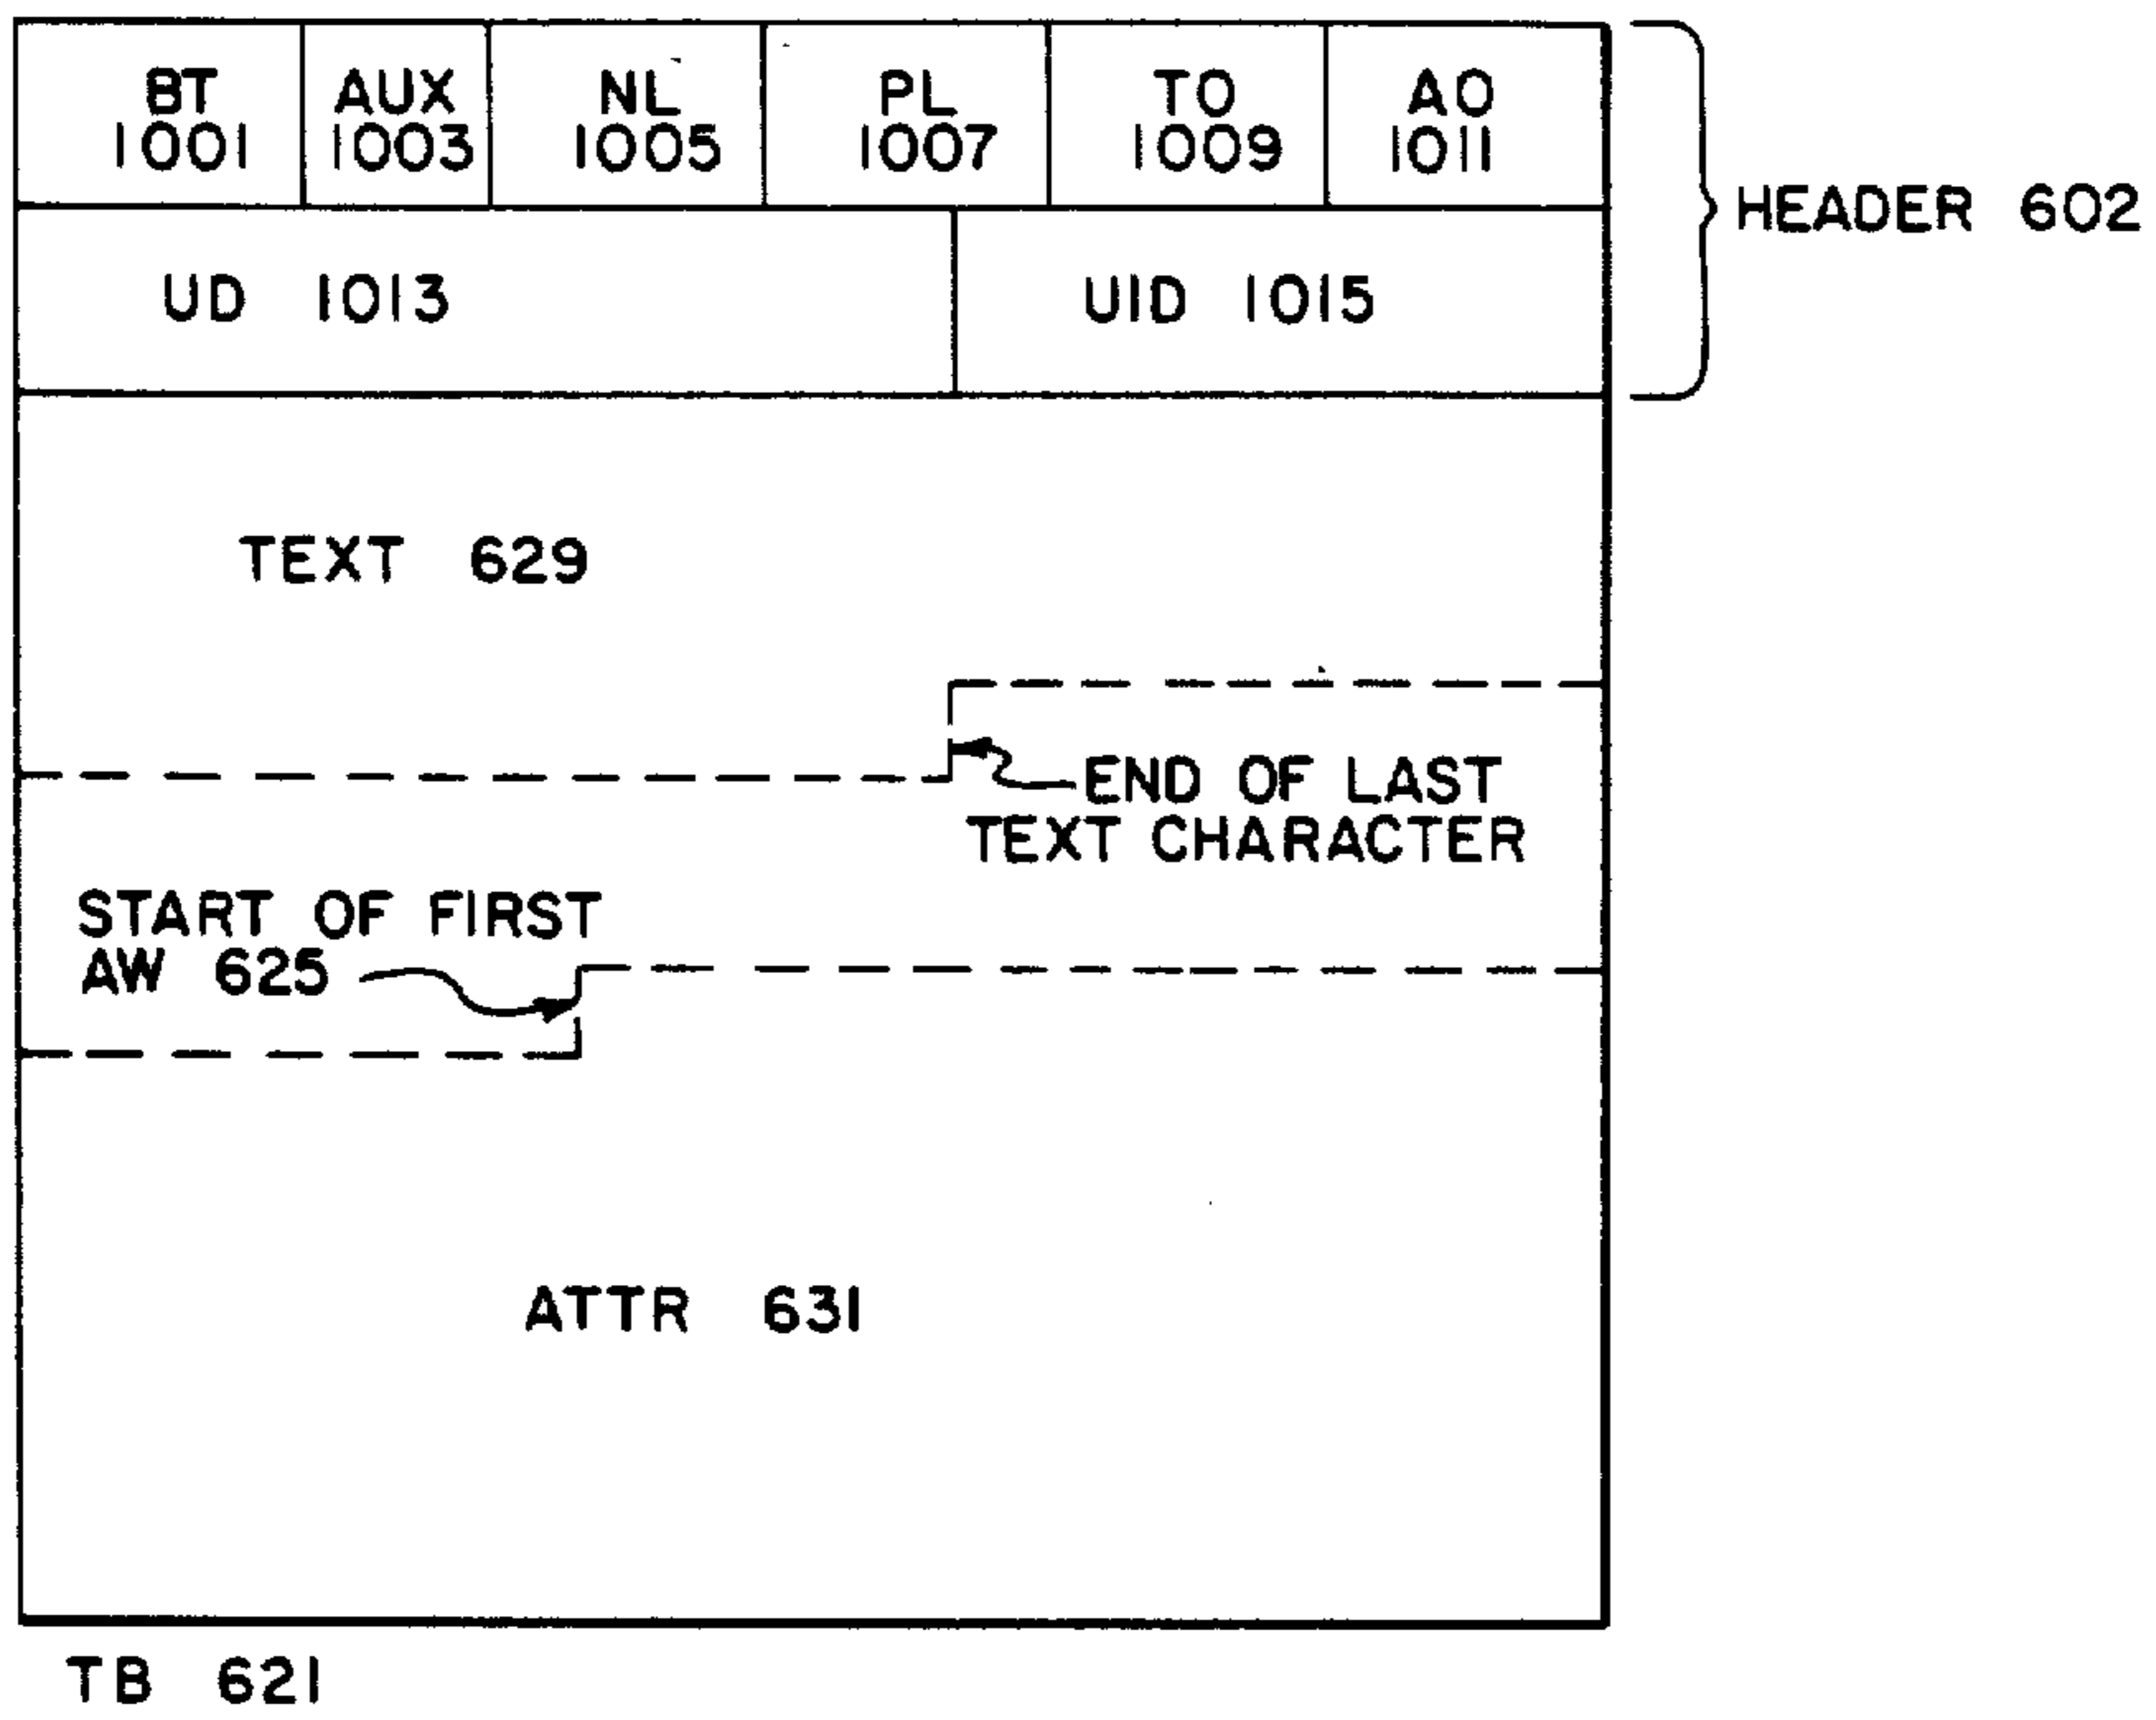 BT
1001
AUX
1003
NL
1005
PL
1007
TO
1009
AO
1011
HEADER 602
UD 1013
UID 1015
TEXT 629
END OF LAST
TEXT CHARACTER
START OF FIRST
AW 625
ATTR 631
TB 621